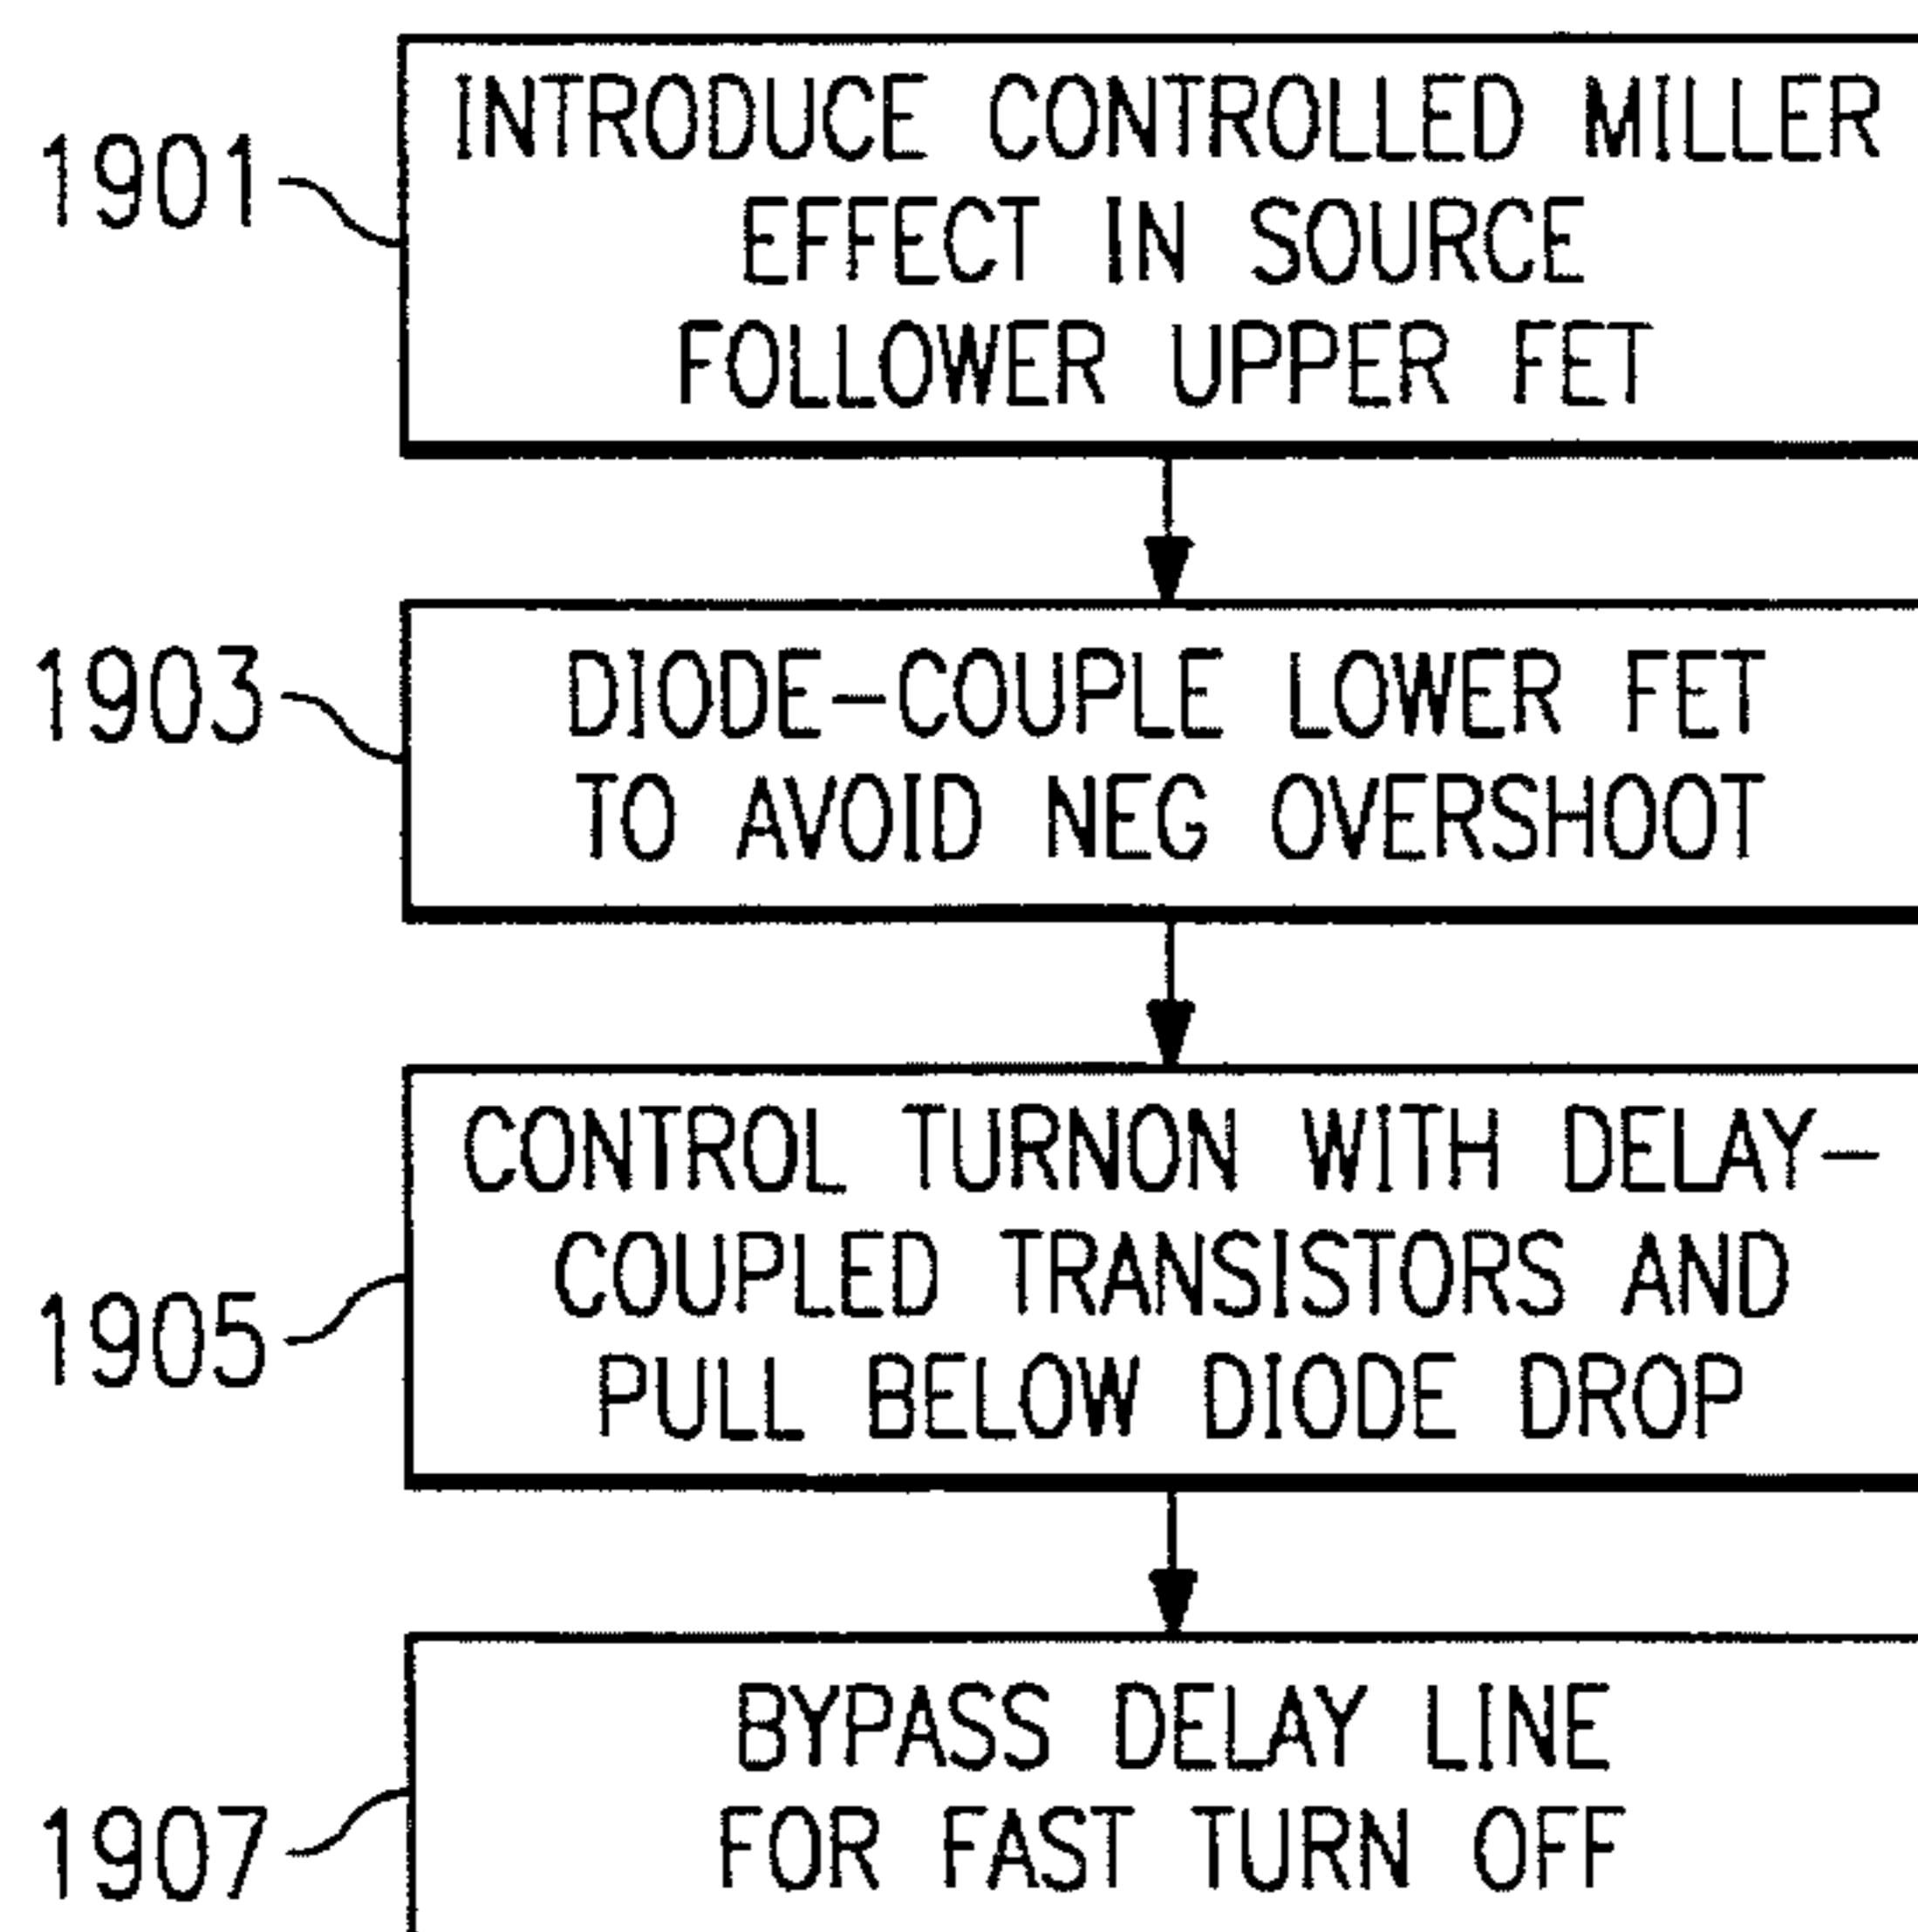 1901
INTRODUCE CONTROLLED MILLER
EFFECT IN SOURCE
FOLLOWER UPPER FET
1903
DIODE-COUPLE LOWER FET
TO AVOID NEG OVERSHOOT
1905
CONTROL TURNON WITH DELAY-
COUPLED TRANSISTORS AND
PULL BELOW DIODE DROP
1907
BYPASS DELAY LINE
FOR FAST TURN OFF